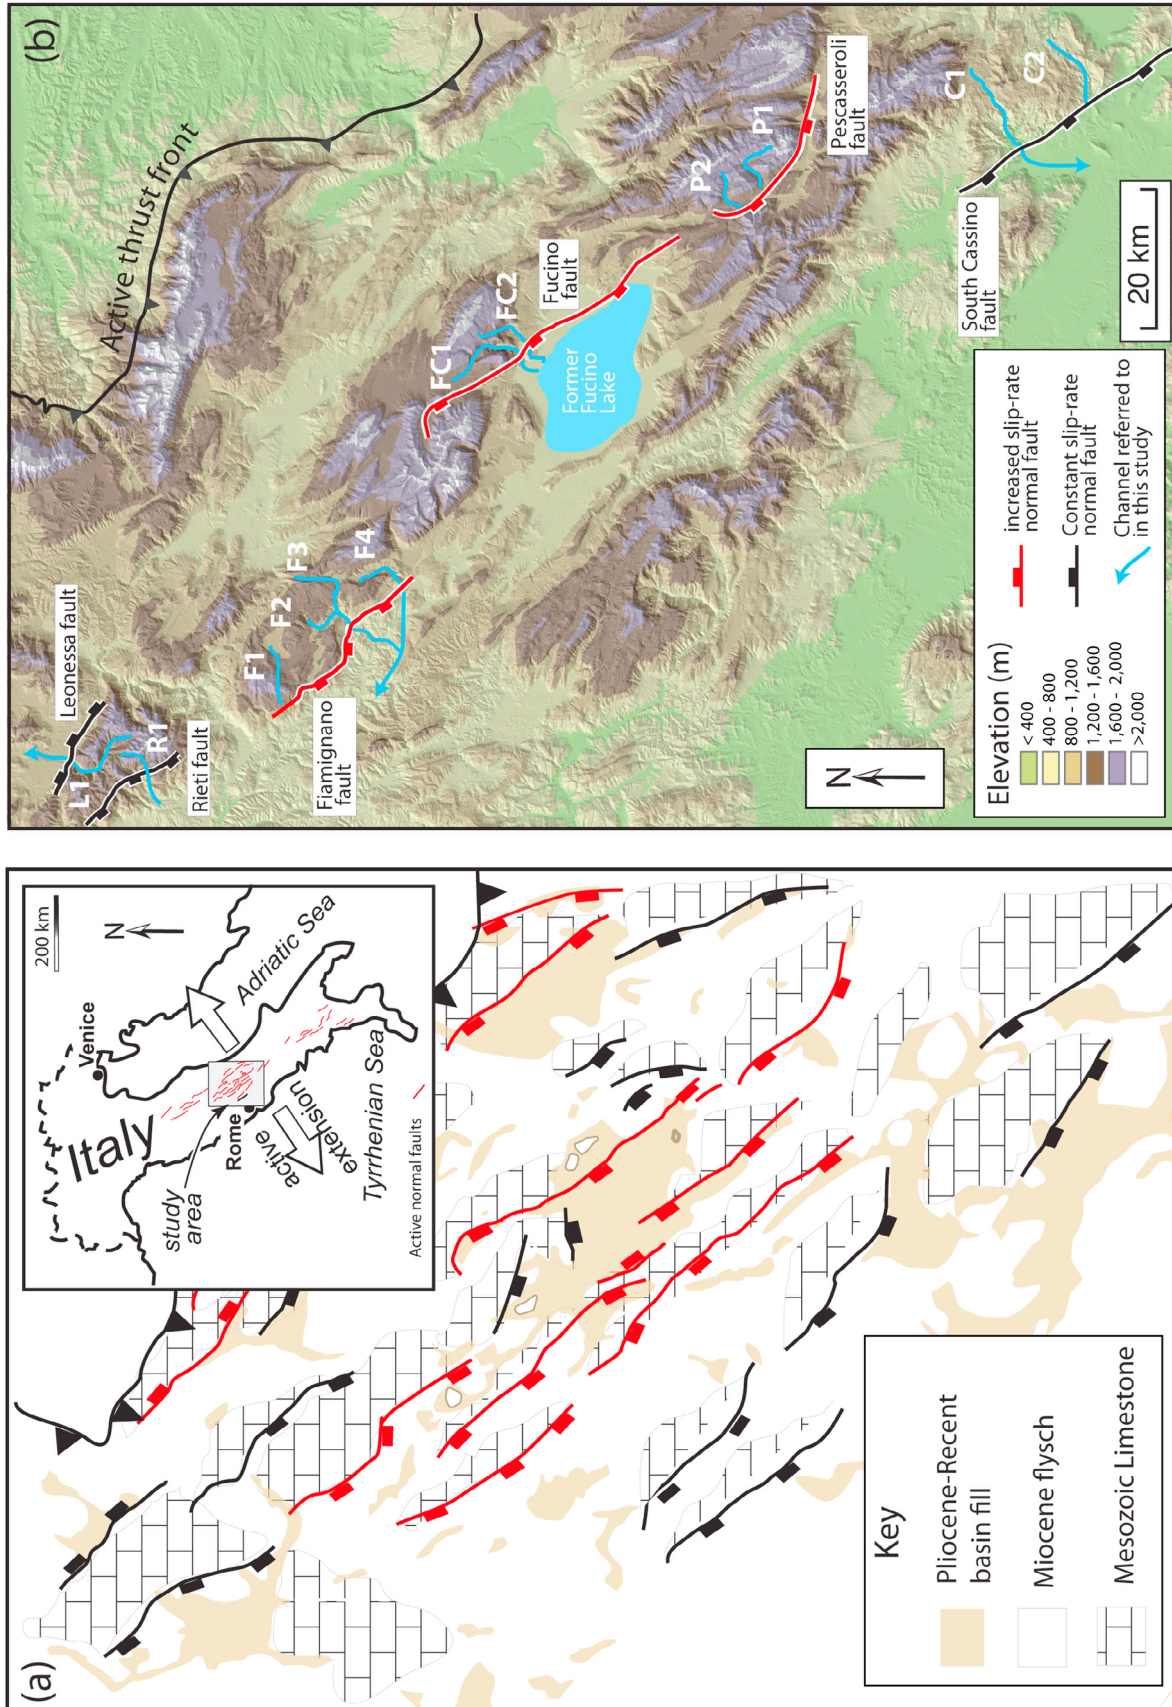 (a)
Italy
Venice
200 km
N
Adriatic Sea
study
area
Rome
active
extension
Tyrrhenian Sea
Active normal faults
Key
Pliocene-Recent
basin fill
Miocene flysch
Mesozoic Limestone
(b)
Active thrust front
Leonessa fault
L1
R1
Rieti fault
F1
F2
F3
F4
Fiamignano
fault
FC1
FC2
Fucino
fault
Former
Fucino
Lake
P2
P1
Pescasseroli
fault
C1
C2
South Cassino
fault
N
Elevation (m)
< 400
400 - 800
800 - 1,200
1,200 - 1,600
1,600 - 2,000
>2,000
increased slip-rate
normal fault
Constant slip-rate
normal fault
Channel referred to
in this study
20 km